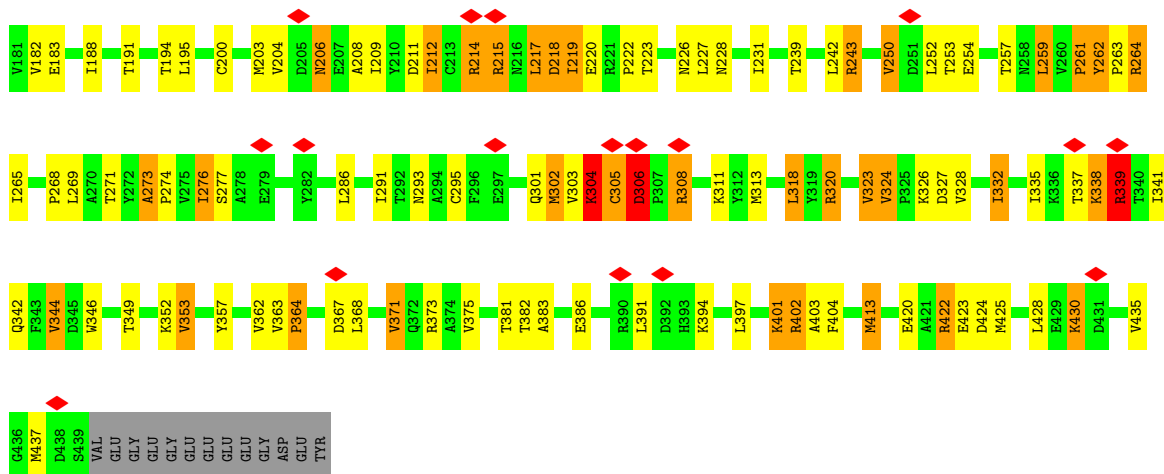 V181 V182 E183 I188 T191 T194 L195 C200 M203 V204 D205 N206 E207 A208 I209 Y210 D211 I212 C213 R214 R215 N216 L217 D218 I219 E220 R221 P222 T223 N226 L227 N228 I231 T239 L242 R243 V250 D251 L252 T253 E254 T257 N258 L259 V260 P261 Y262 P263 R264
I265 P268 L269 A270 T271 Y272 A273 P274 V275 I276 S277 A278 E279 Y282 L286 I291 T292 N293 A294 C295 F296 E297 Q301 M302 V303 K304 C305 D306 P307 R308 K311 Y312 M313 L318 Y319 R320 V323 V324 P325 K326 D327 V328 I332 I335 K336 T337 K338 R339 T340 I341
Q342 F343 V344 D345 W346 T349 K352 V353 Y357 V362 V363 P364 D367 L368 V371 Q372 R373 A374 V375 T381 T382 A383 E386 R390 L391 D392 H393 K394 L397 K401 R402 A403 F404 M413 E420 A421 R422 E423 D424 M425 L428 E429 K430 D431 V435
G436 M437 D438 S439 VAL GLU GLY GLU GLY GLU GLU GLU GLU GLY ASP GLU TYR